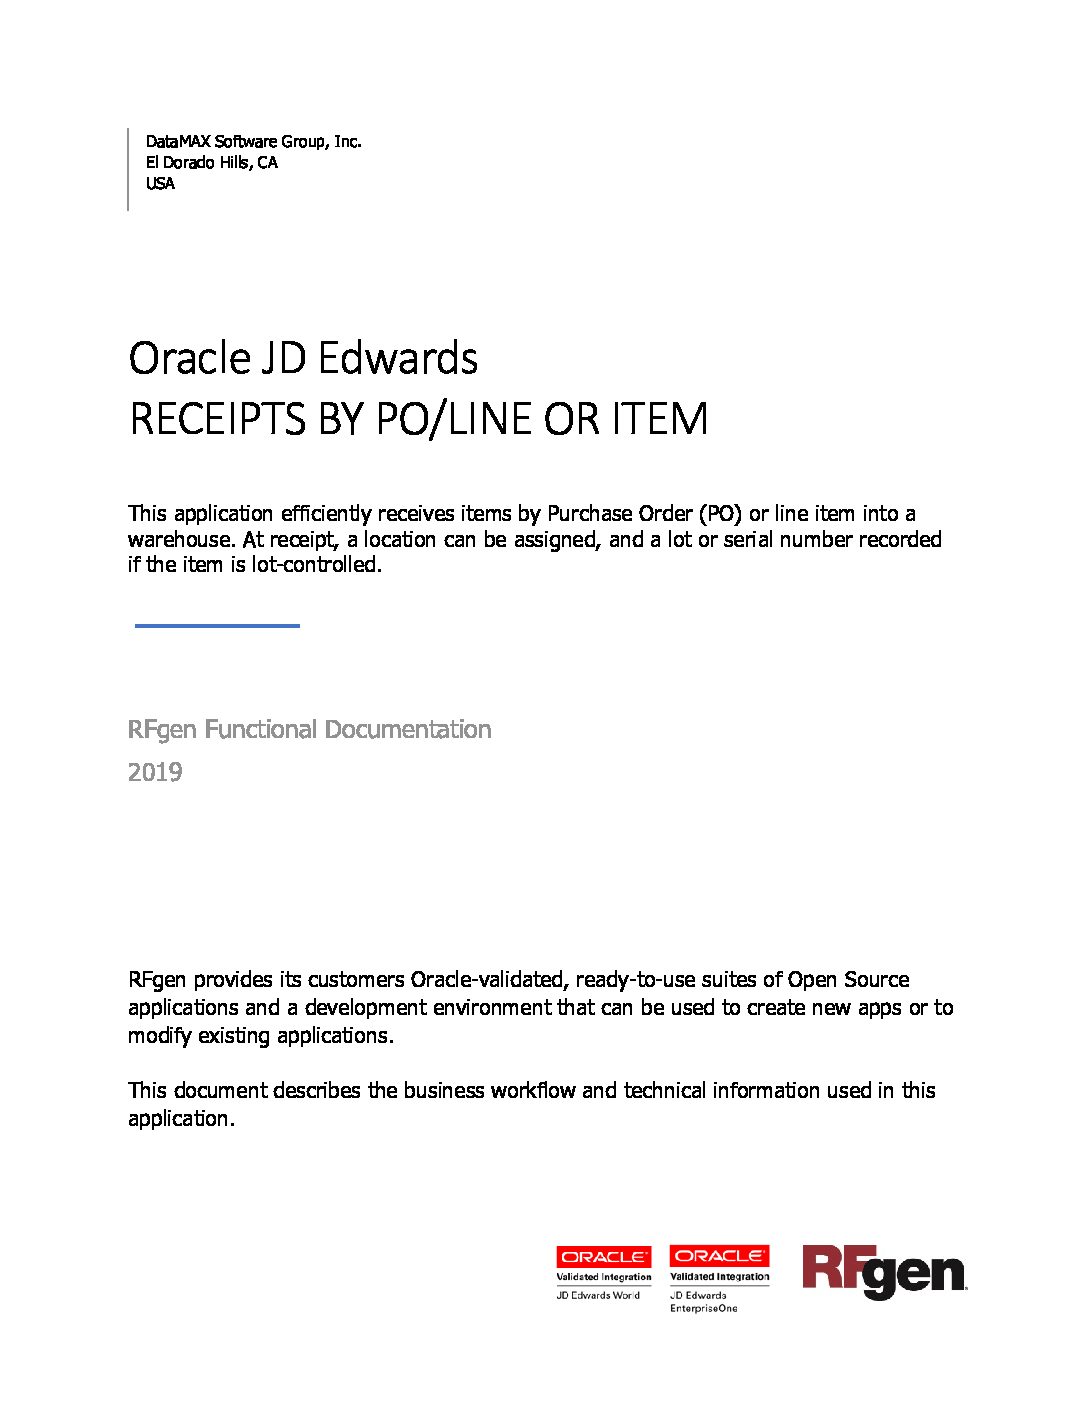 DataMAX Software Group, Inc.
El Dorado Hills, CA
USA
Oracle JD Edwards
RECEIPTS BY PO/LINE OR ITEM
This application efficiently receives items by Purchase Order (PO) or line item into a
warehouse. At receipt, a location can be assigned, and a lot or serial number recorded
if the item is lot-controlled.
RFgen Functional Documentation
2019
RFgen provides its customers Oracle-validated, ready-to-use suites of Open Source
applications and a development environment that can be used to create new apps or to
modify existing applications.
This document describes the business workflow and technical information used in this
application.
ORACLE
Validated Integration
JD Edwards World
ORACLE
Validated Integration
JD Edwards
EnterpriseOne
RFgen